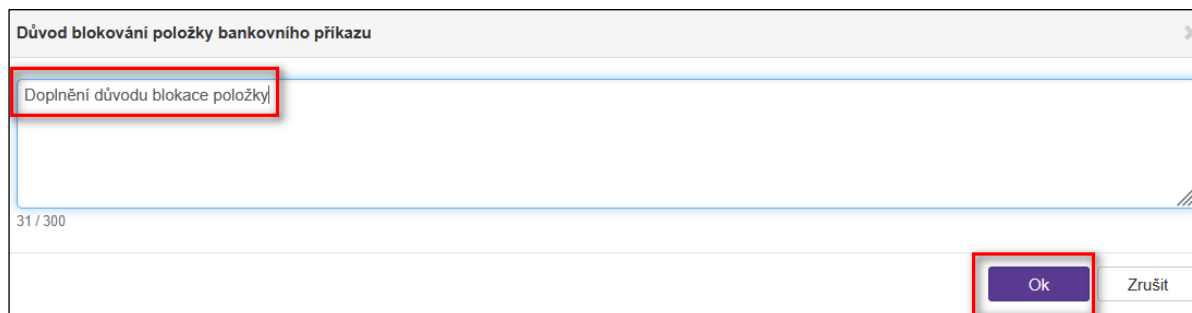 Důvod blokování položky bankovního příkazu
Doplnění důvodu blokace položky
31 / 300
Ok Zrušit